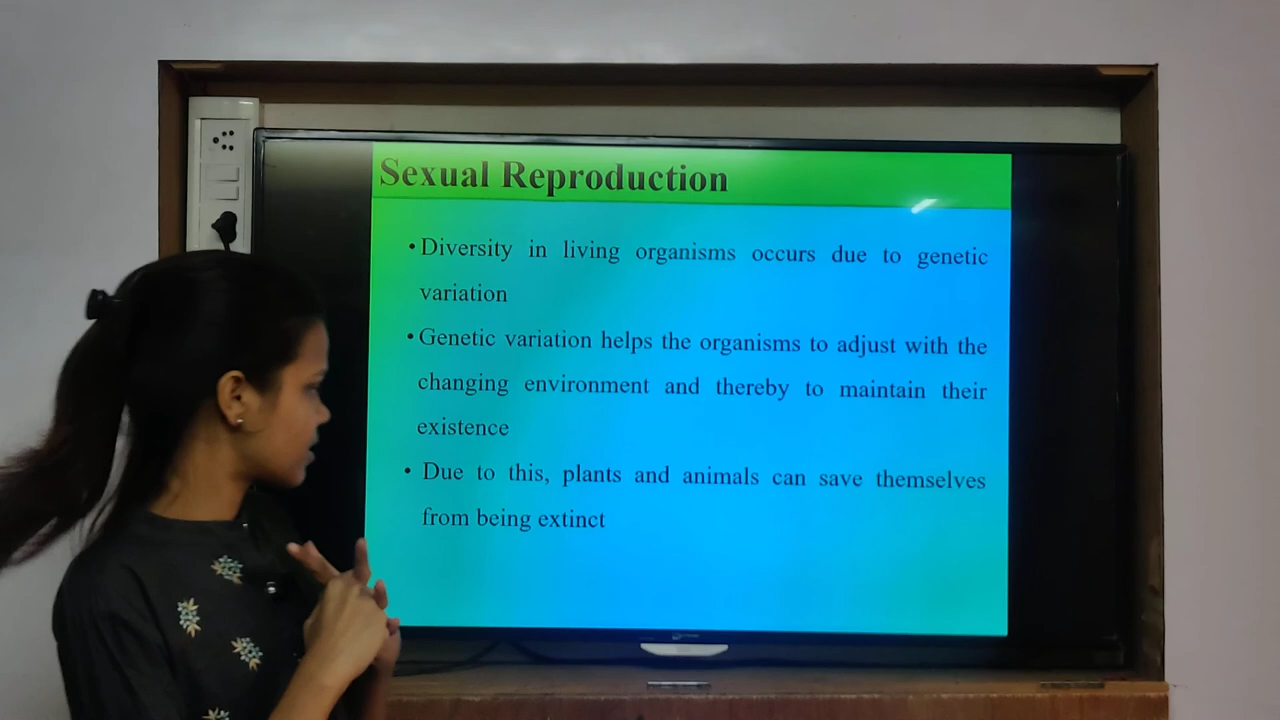 Sexual Reproduction
• Diversity in living organisms occurs due to genetic
variation
• Genetic variation helps the organisms to adjust with the
changing environment and thereby to maintain their
existence
• Due to this, plants and animals can save themselves
from being extinct